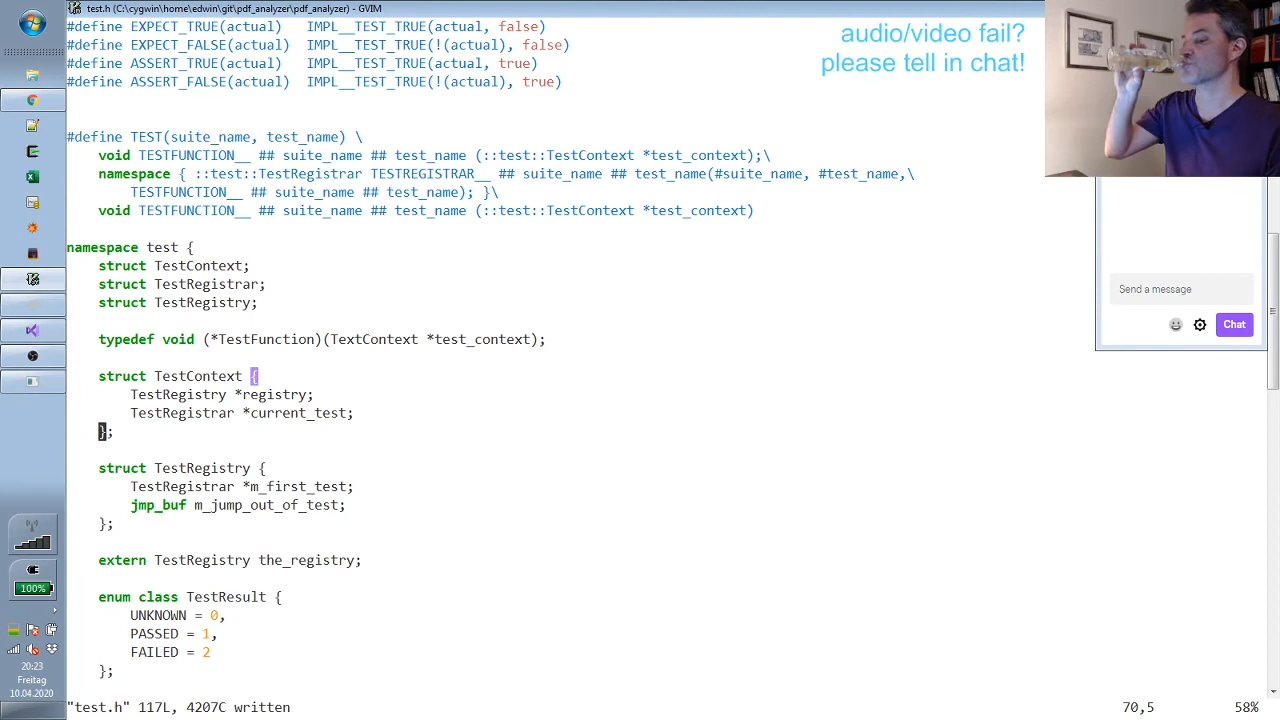 test.h (C:\cygwin\home\edwin\git\pdf_analyzer\pdf_analyzer) - GVIM
#define EXPECT_TRUE(actual)   IMPL__TEST_TRUE(actual, false)
#define EXPECT_FALSE(actual)  IMPL__TEST_TRUE(!(actual), false)
#define ASSERT_TRUE(actual)   IMPL__TEST_TRUE(actual, true)
#define ASSERT_FALSE(actual)  IMPL__TEST_TRUE(!(actual), true)
audio/video fail?
please tell in chat!
#define TEST(suite_name, test_name) \
    void TESTFUNCTION__ ## suite_name ## test_name (::test::TestContext *test_context);\
    namespace { ::test::TestRegistrar TESTREGISTRAR__ ## suite_name ## test_name(#suite_name, #test_name,\
        TESTFUNCTION__ ## suite_name ## test_name); }\
    void TESTFUNCTION__ ## suite_name ## test_name (::test::TestContext *test_context)
namespace test {
    struct TestContext;
    struct TestRegistrar;
    struct TestRegistry;
    typedef void (*TestFunction)(TextContext *test_context);
    struct TestContext {
        TestRegistry *registry;
        TestRegistrar *current_test;
    };
    struct TestRegistry {
        TestRegistrar *m_first_test;
        jmp_buf m_jump_out_of_test;
    };
    extern TestRegistry the_registry;
    enum class TestResult {
        UNKNOWN = 0,
        PASSED = 1,
        FAILED = 2
    };
"test.h" 117L, 4207C written
70,5
58%
Send a message
Chat
100%
20:23
Freitag
10.04.2020